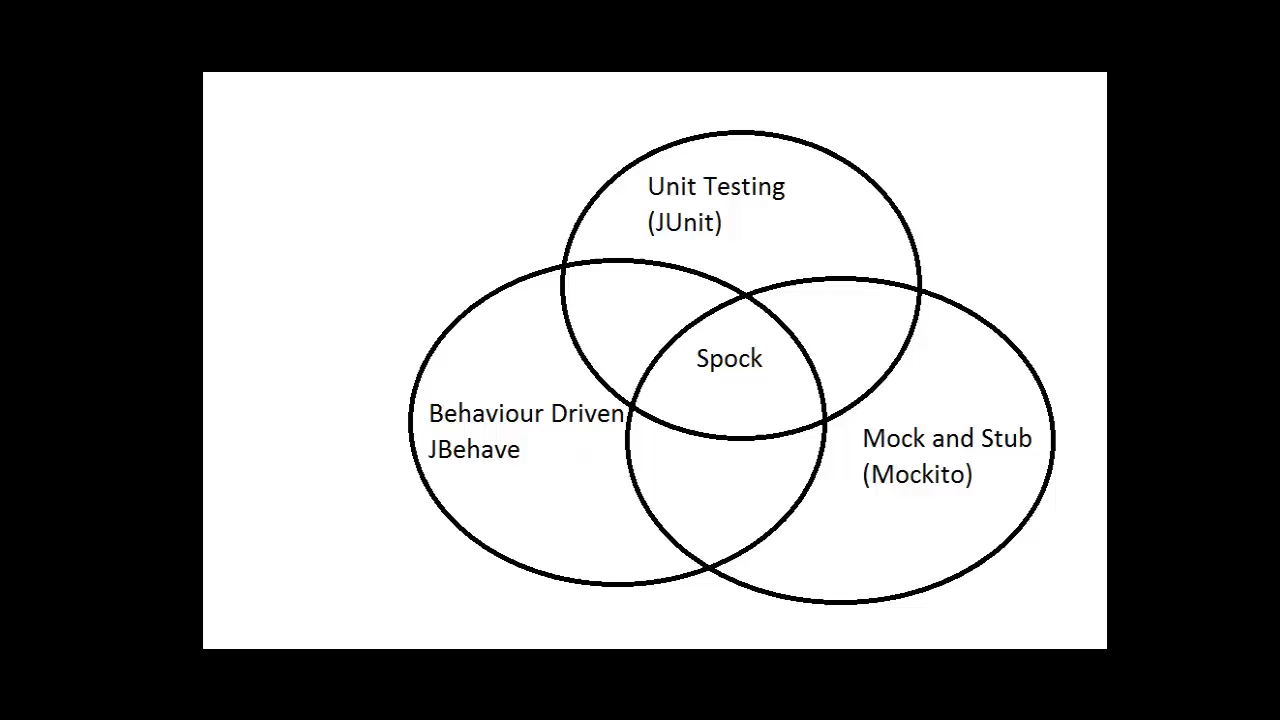 Unit Testing
(JUnit)
Spock
Behaviour Driven
JBehave
Mock and Stub
(Mockito)